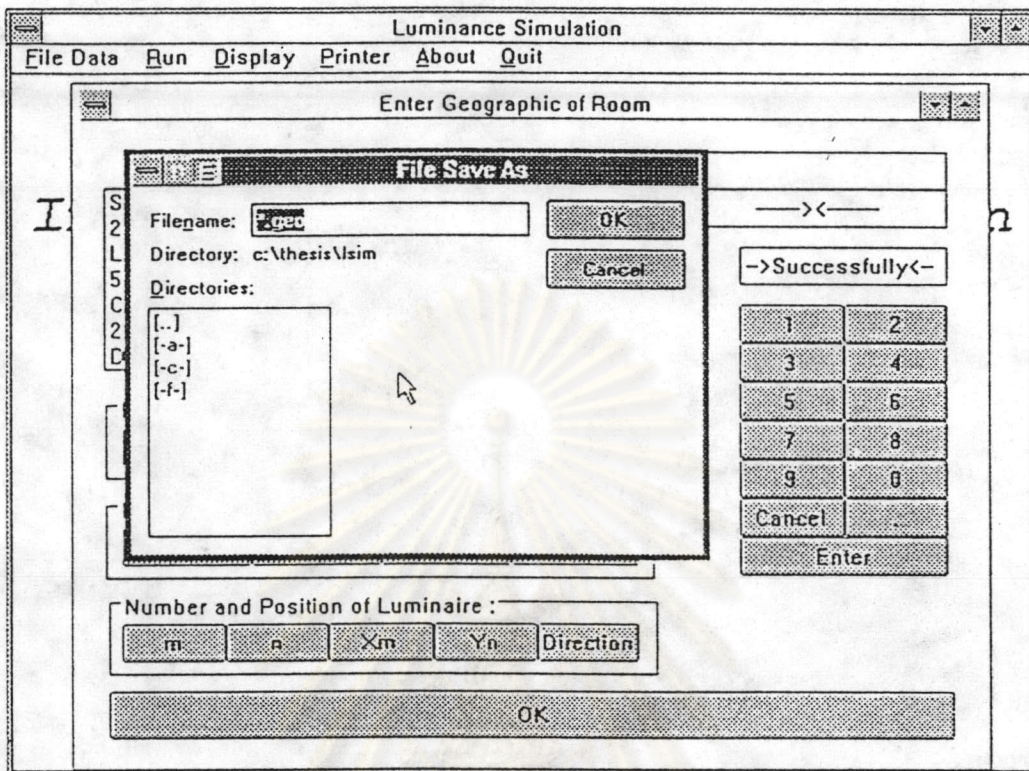 Luminance Simulation
File Data Run Display Printer About Quit
Enter Geographic of Room
File Save As
I
n
Filename: *.geo
OK
Directory: c:\thesis\lsim
Cancel
Directories:
[..]
[-a-]
[-c-]
[-f-]
S
2
L
5
C
2
D
-----><-----
->Successfully<-
1 2
3 4
5 6
7 8
9 0
Cancel .
Enter
Number and Position of Luminaire :
m n Xm Yn Direction
OK